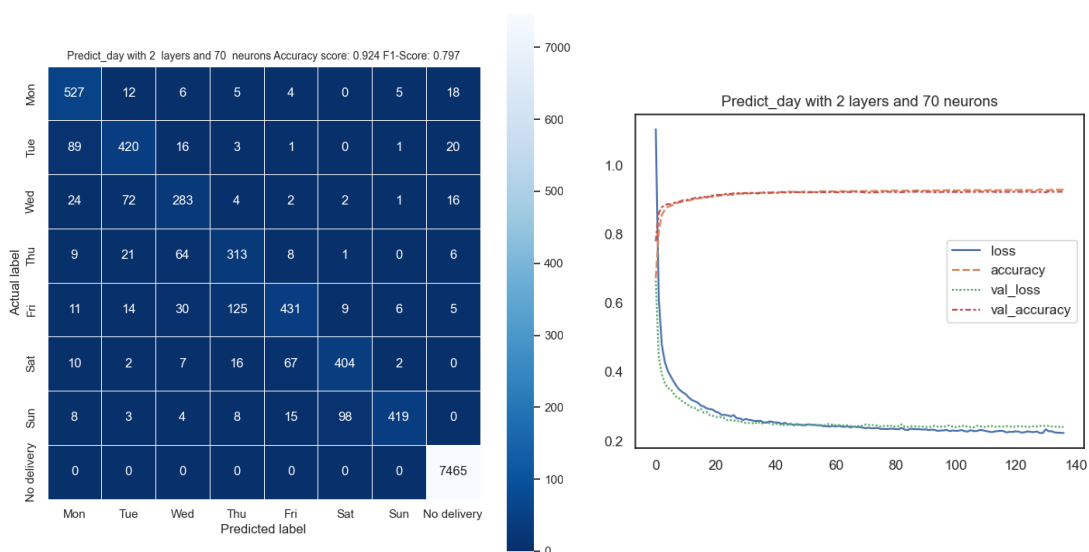 Predict_day with 2 layers and 70 neurons Accuracy score: 0.924 F1-Score: 0.797
Actual label
Mon 527 12 6 5 4 0 5 18
Tue 89 420 16 3 1 0 1 20
Wed 24 72 283 4 2 2 1 16
Thu 9 21 64 313 8 1 0 6
Fri 11 14 30 125 431 9 6 5
Sat 10 2 7 16 67 404 2 0
Sun 8 3 4 8 15 98 419 0
No delivery 0 0 0 0 0 0 0 7465
Mon Tue Wed Thu Fri Sat Sun No delivery
Predicted label
7000
6000
5000
4000
500
400
300
200
100
0
Predict_day with 2 layers and 70 neurons
1.0
0.8
0.6
0.4
0.2
0 20 40 60 80 100 120 140
loss
accuracy
val_loss
val_accuracy